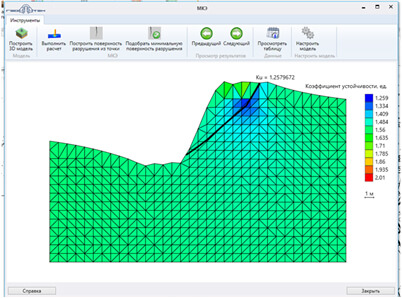 МКЭ
Инструменты
Построить 3D модель
Выполнить расчет
Построить поверхность разрушения из точки
Подобрать минимальную поверхность разрушения
Предыдущий
Следующий
Просмотреть таблицу
Настроить модель
Модель
МКЭ
Просмотр результатов
Данные
Настроить модель
Ku = 1.2579672
Коэффициент устойчивости, ед.
1.259
1.334
1.409
1.484
1.56
1.635
1.71
1.785
1.86
1.935
2.01
1 м
Справка
Закрыть